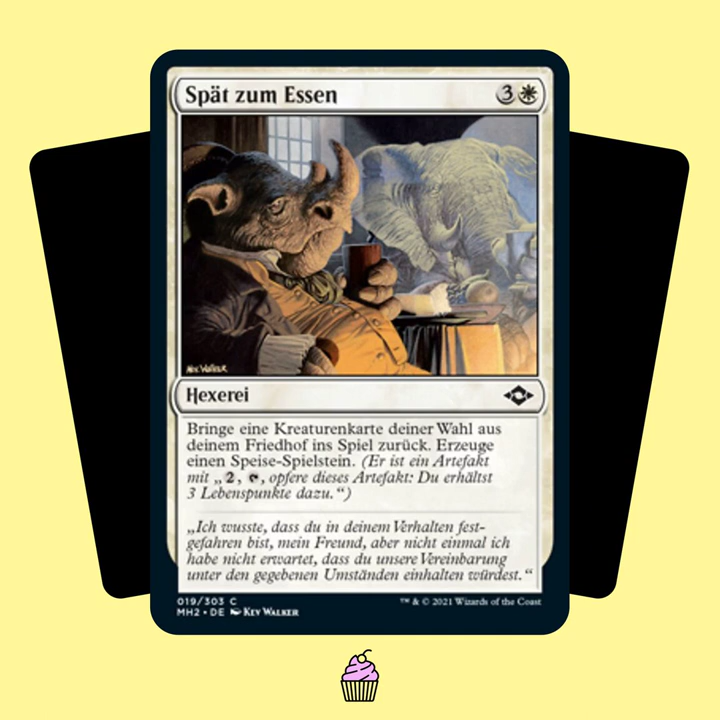 Spät zum Essen 3
Nek Walker
Hexerei
Bringe eine Kreaturenkarte deiner Wahl aus
deinem Friedhof ins Spiel zurück. Erzeuge
einen Speise-Spielstein. (Er ist ein Artefakt
mit „2, , opfere dieses Artefakt: Du erhältst
3 Lebenspunkte dazu.“)
„Ich wusste, dass du in deinem Verhalten fest-
gefahren bist, mein Freund, aber nicht einmal ich
habe nicht erwartet, dass du unsere Vereinbarung
unter den gegebenen Umständen einhalten würdest.“
019/303 C
MH2 • DE Kev Walker
™ & © 2021 Wizards of the Coast